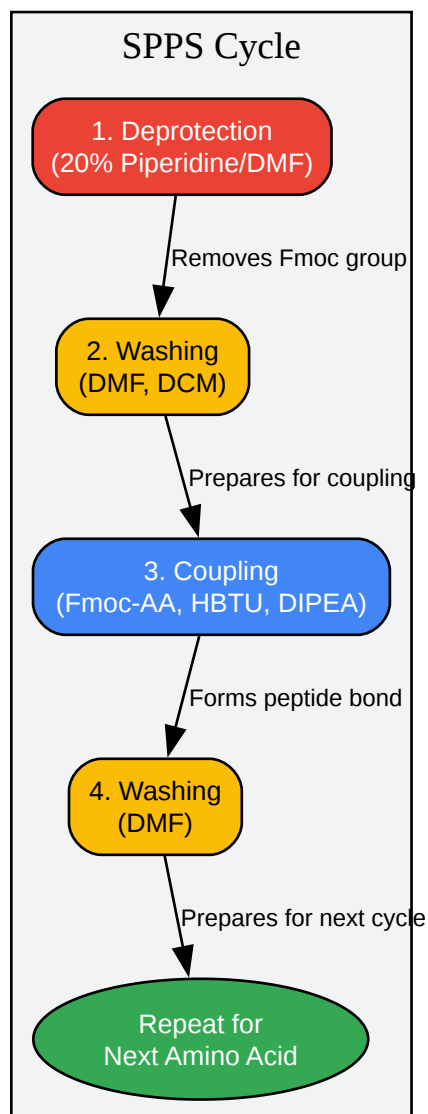 SPPS Cycle
1. Deprotection
(20% Piperidine/DMF)
Removes Fmoc group
2. Washing
(DMF, DCM)
Prepares for coupling
3. Coupling
(Fmoc-AA, HBTU, DIPEA)
Forms peptide bond
4. Washing
(DMF)
Prepares for next cycle
Repeat for
Next Amino Acid